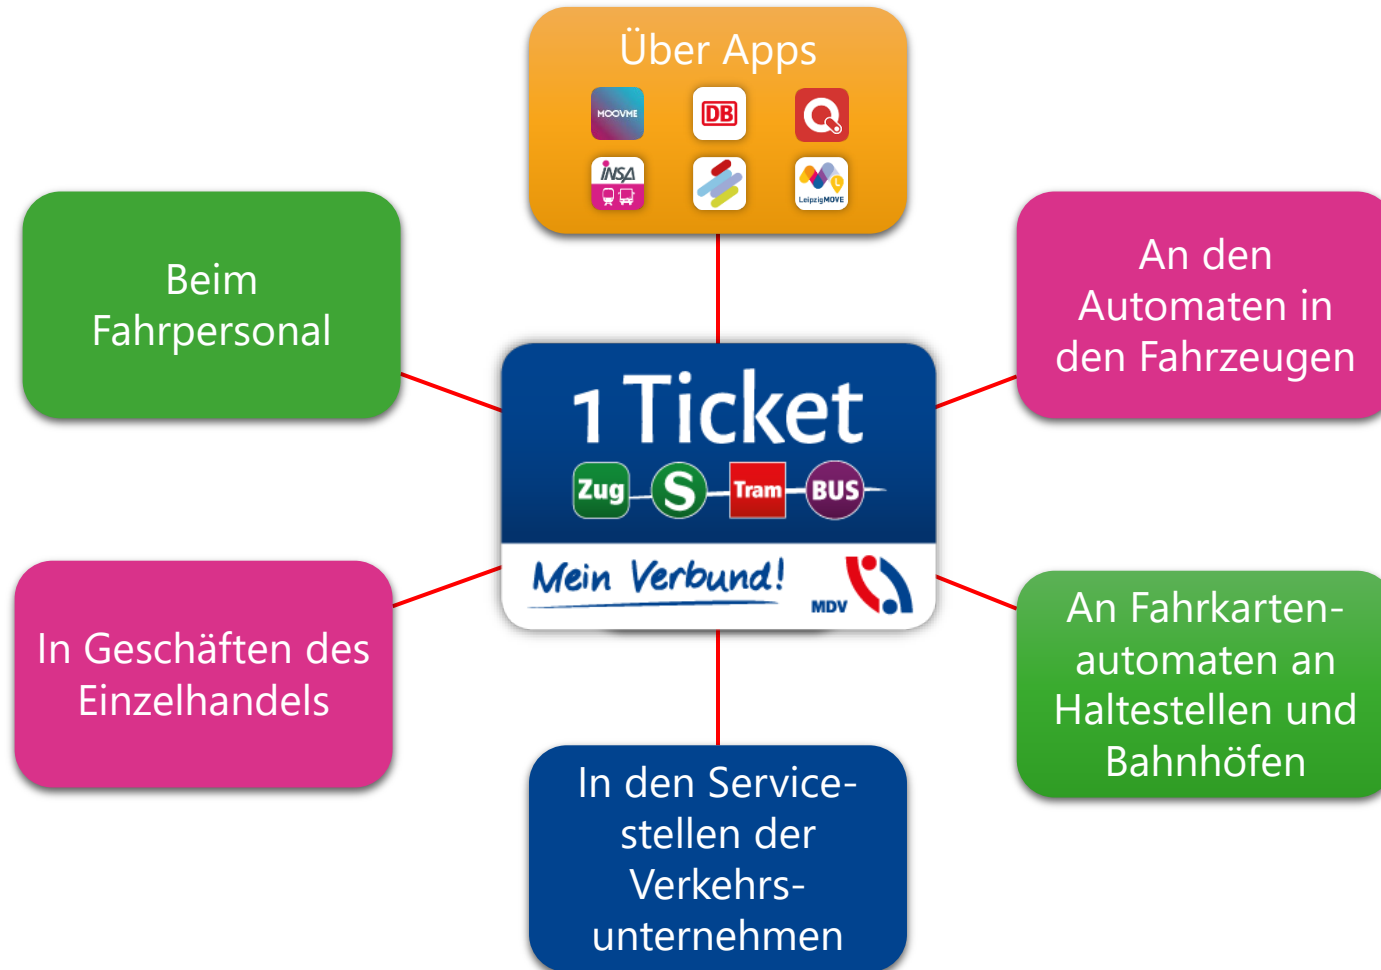 Über Apps
MOOVME
DB
INSA
LeipzigMOVE
Beim
Fahrpersonal
An den
Automaten in
den Fahrzeugen
1 Ticket
Zug S Tram BUS
Mein Verbund!
MDV
In Geschäften des
Einzelhandels
An Fahrkarten-
automaten an
Haltestellen und
Bahnhöfen
In den Service-
stellen der
Verkehrs-
unternehmen